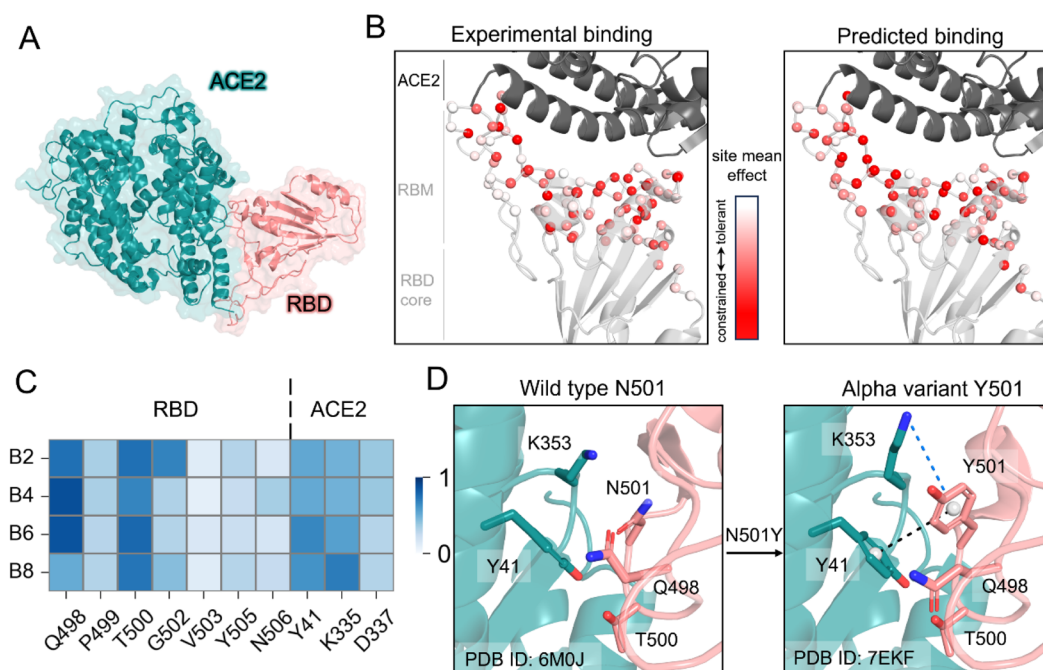 A
ACE2
RBD
B
Experimental binding
Predicted binding
ACE2
RBM
RBD
core
site mean
effect
constrained ↔ tolerant
C
RBD
ACE2
B2
B4
B6
B8
1
0
Q498
P499
T500
G502
V503
Y505
N506
Y41
K335
D337
D
Wild type N501
Alpha variant Y501
K353
N501
Y41
Q498
T500
PDB ID: 6M0J
N501Y
K353
Y501
Y41
Q498
T500
PDB ID: 7EKF